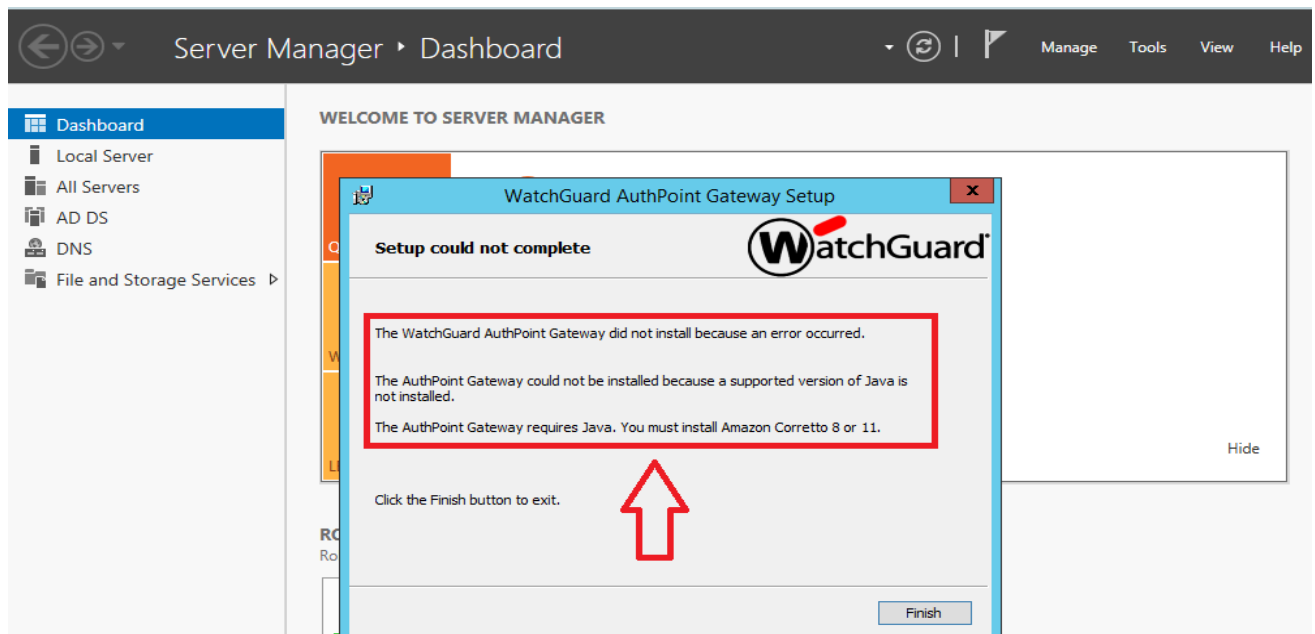 Server Manager ‣ Dashboard
Manage Tools View Help
Dashboard
Local Server
All Servers
AD DS
DNS
File and Storage Services
WELCOME TO SERVER MANAGER
WatchGuard AuthPoint Gateway Setup
x
Setup could not complete
WatchGuard
The WatchGuard AuthPoint Gateway did not install because an error occurred.
The AuthPoint Gateway could not be installed because a supported version of Java is
not installed.
The AuthPoint Gateway requires Java. You must install Amazon Corretto 8 or 11.
Hide
Click the Finish button to exit.
Finish